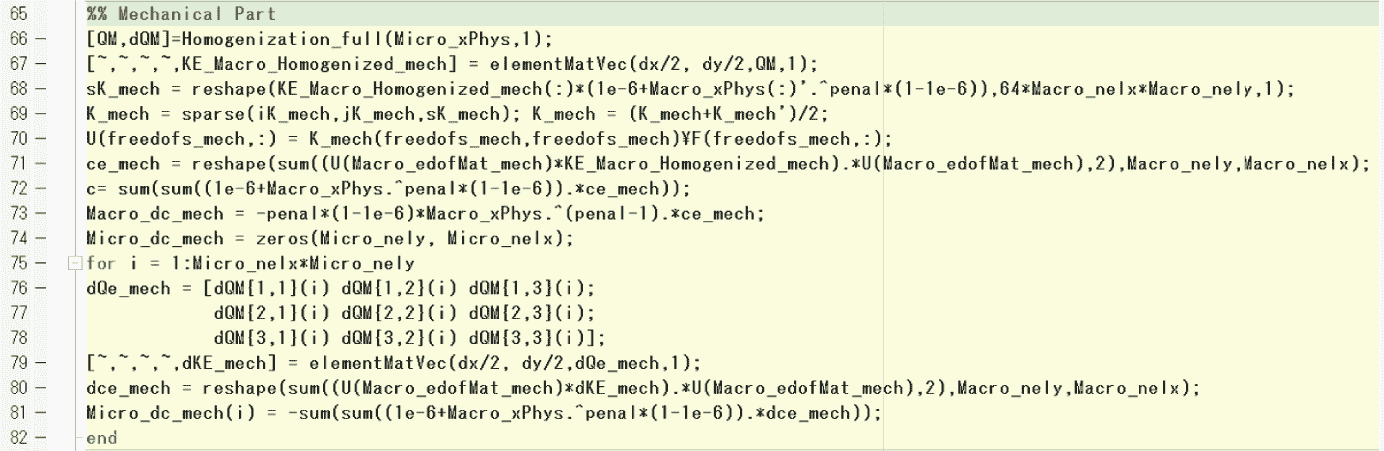 65 %% Mechanical Part
66 – [QM,dQM]=Homogenization_full(Micro_xPhys,1);
67 – [~,~,~,~,KE_Macro_Homogenized_mech] = elementMatVec(dx/2, dy/2,QM,1);
68 – sK_mech = reshape(KE_Macro_Homogenized_mech(:)*(1e-6+Macro_xPhys(:)'.^penal*(1-1e-6)),64*Macro_nelx*Macro_nely,1);
69 – K_mech = sparse(iK_mech,jK_mech,sK_mech); K_mech = (K_mech+K_mech')/2;
70 – U(freedofs_mech,:) = K_mech(freedofs_mech,freedofs_mech)¥F(freedofs_mech,:);
71 – ce_mech = reshape(sum((U(Macro_edofMat_mech)*KE_Macro_Homogenized_mech).*U(Macro_edofMat_mech),2),Macro_nely,Macro_nelx);
72 – c= sum(sum((1e-6+Macro_xPhys.^penal*(1-1e-6)).*ce_mech));
73 – Macro_dc_mech = -penal*(1-1e-6)*Macro_xPhys.^(penal-1).*ce_mech;
74 – Micro_dc_mech = zeros(Micro_nely, Micro_nelx);
75 – for i = 1:Micro_nelx*Micro_nely
76 – dQe_mech = [dQM{1,1}(i) dQM{1,2}(i) dQM{1,3}(i);
77 dQM{2,1}(i) dQM{2,2}(i) dQM{2,3}(i);
78 dQM{3,1}(i) dQM{3,2}(i) dQM{3,3}(i)];
79 – [~,~,~,~,dKE_mech] = elementMatVec(dx/2, dy/2,dQe_mech,1);
80 – dce_mech = reshape(sum((U(Macro_edofMat_mech)*dKE_mech).*U(Macro_edofMat_mech),2),Macro_nely,Macro_nelx);
81 – Micro_dc_mech(i) = -sum(sum((1e-6+Macro_xPhys.^penal*(1-1e-6)).*dce_mech));
82 – end